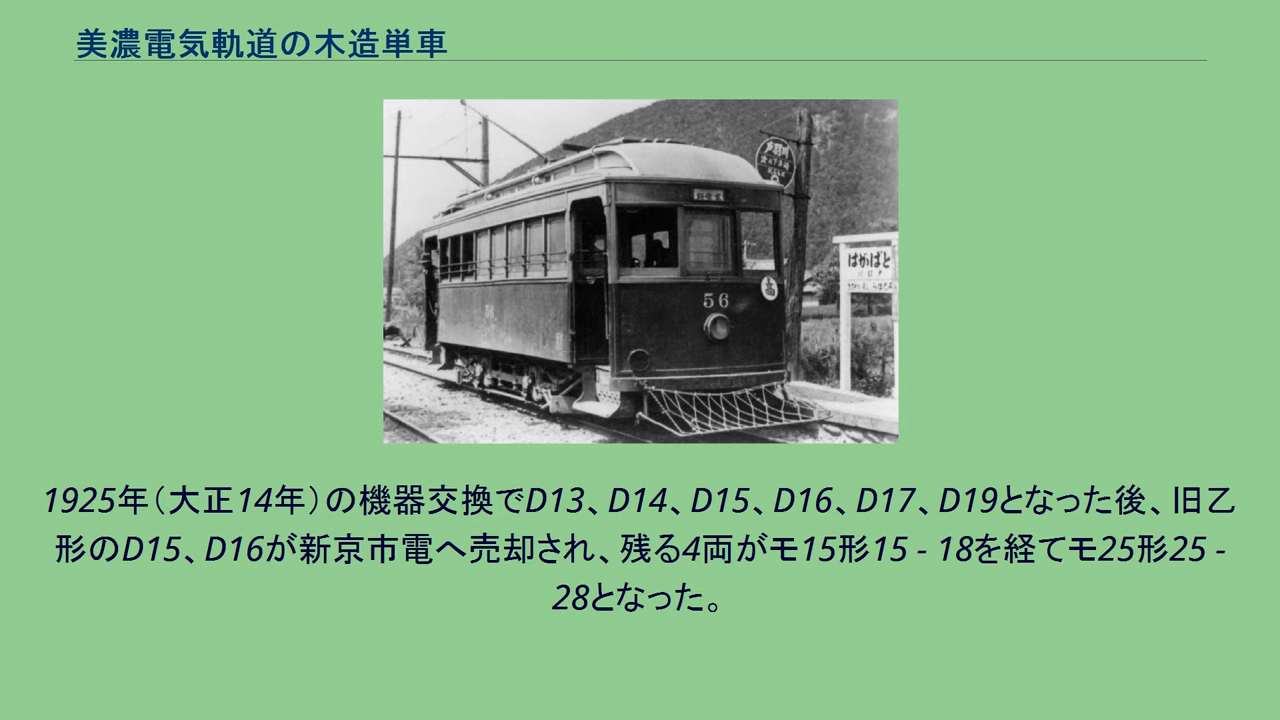 美濃電気軌道の木造単車
56
はかばと
1925年（大正14年）の機器交換でD13、D14、D15、D16、D17、D19となった後、旧乙
形のD15、D16が新京市電へ売却され、残る4両がモ15形15 - 18を経てモ25形25 -
28となった。